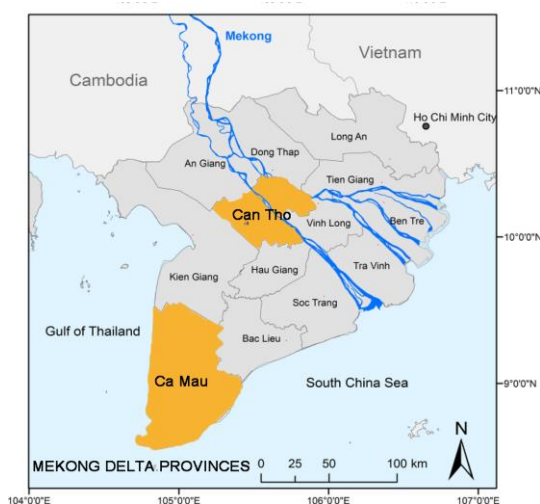 Cambodia
Mekong
Vietnam
11°0'0"N
Ho Chi Minh City
Long An
Dong Thap
An Giang
Tien Giang
Can Tho
Ben Tre
Vinh Long
10°0'0"N
Tra Vinh
Hau Giang
Kien Giang
Soc Trang
Gulf of Thailand
Bac Lieu
Ca Mau
South China Sea
9°0'0"N
N
MEKONG DELTA PROVINCES
0 25 50 100 km
104°0'0"E
105°0'0"E
106°0'0"E
107°0'0"E